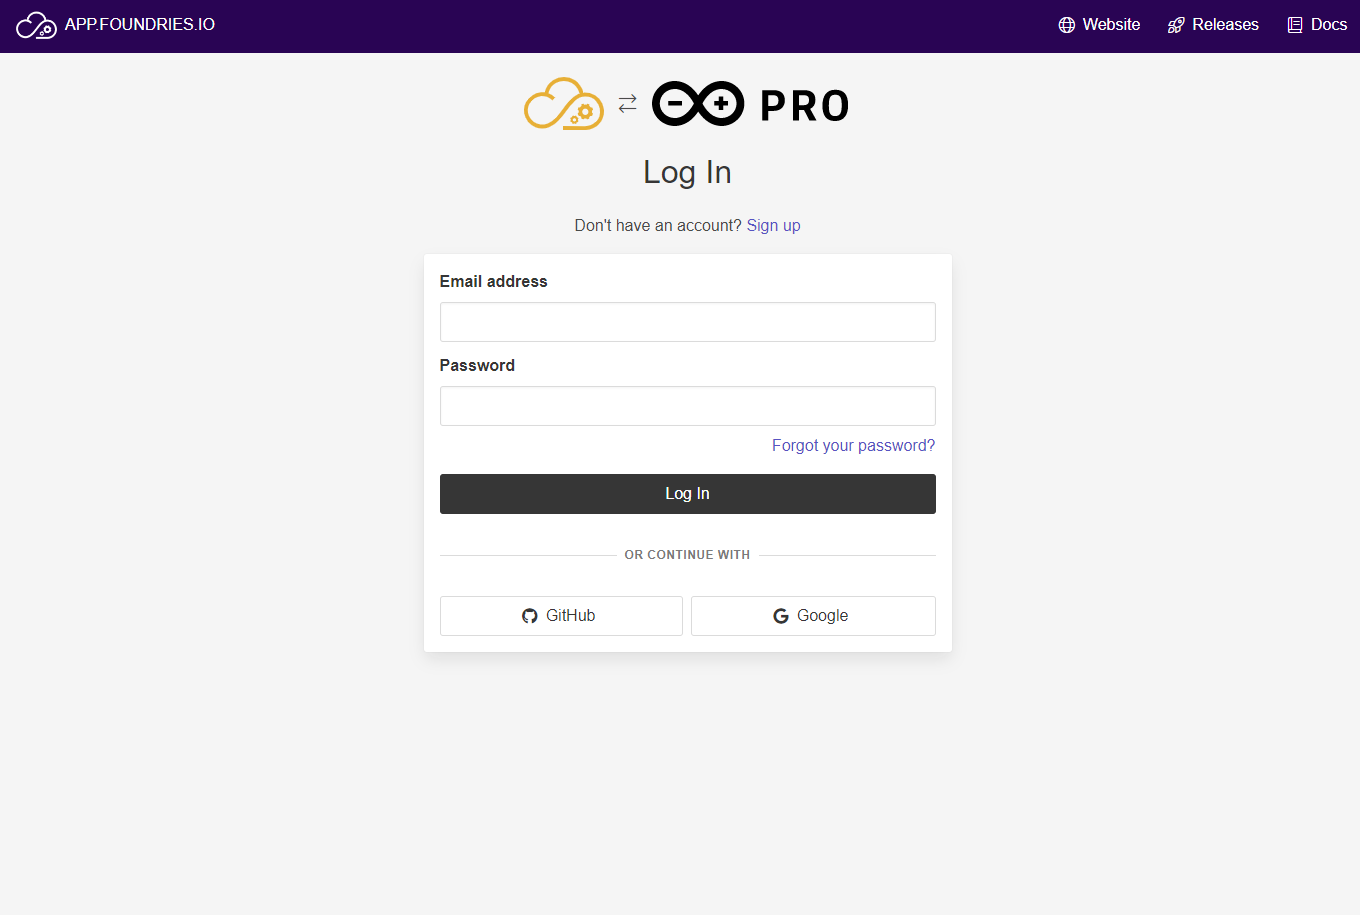 APP.FOUNDRIES.IO
Website
Releases
Docs
PRO
Log In
Don't have an account? Sign up
Email address
Password
Forgot your password?
Log In
OR CONTINUE WITH
GitHub
Google